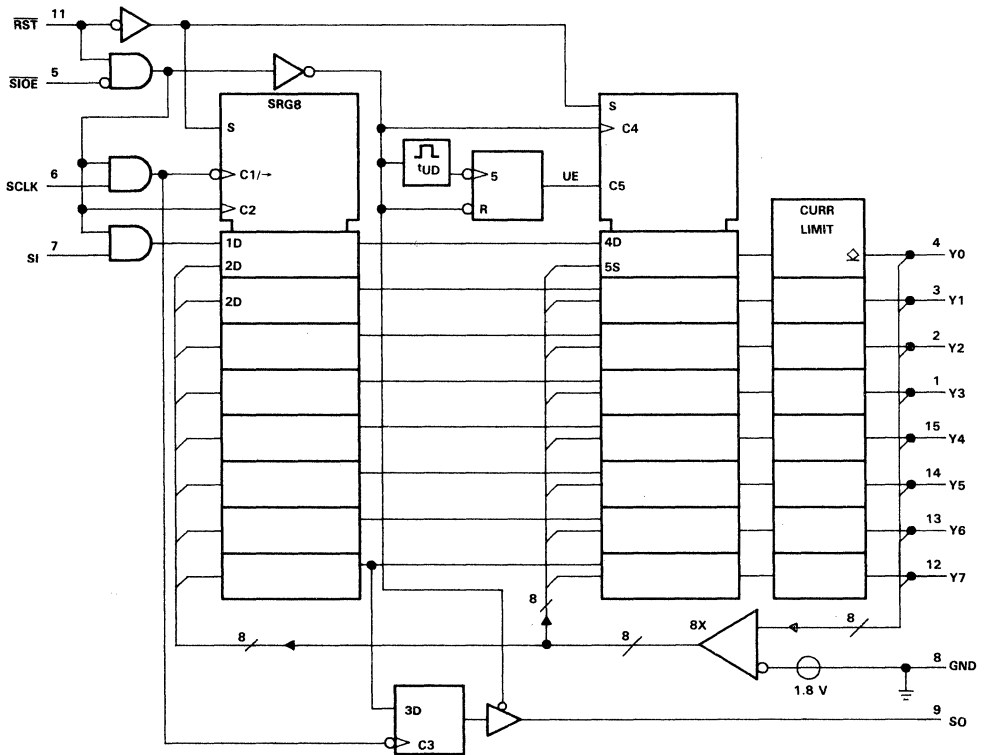 R̅S̅T̅ 11
S̅I̅O̅E̅ 5
SCLK 6
SI 7
SRG8
S
C1/→
C2
1D
2D
2D
tUD
5
R
UE
S
C4
C5
4D
5S
CURR
LIMIT
4 Y0
3 Y1
2 Y2
1 Y3
15 Y4
14 Y5
13 Y6
12 Y7
8
8
8
8X
8
1.8 V
8 GND
3D
C3
9 SO